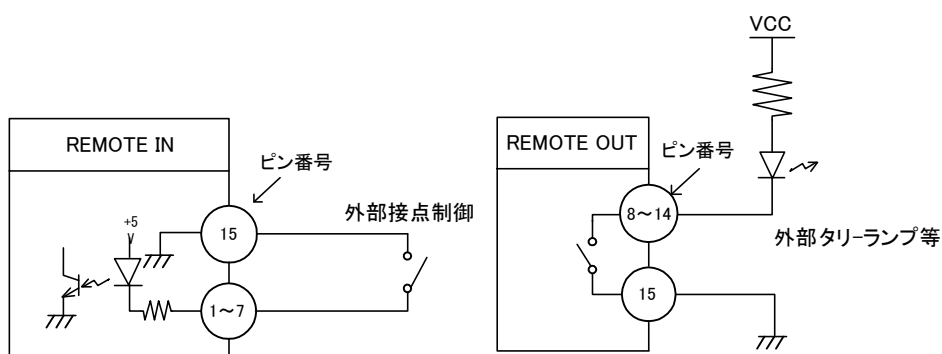 REMOTE IN
ピン番号
+5
15
外部接点制御
1～7
VCC
REMOTE OUT
ピン番号
8～14
外部タリ-ランプ等
15